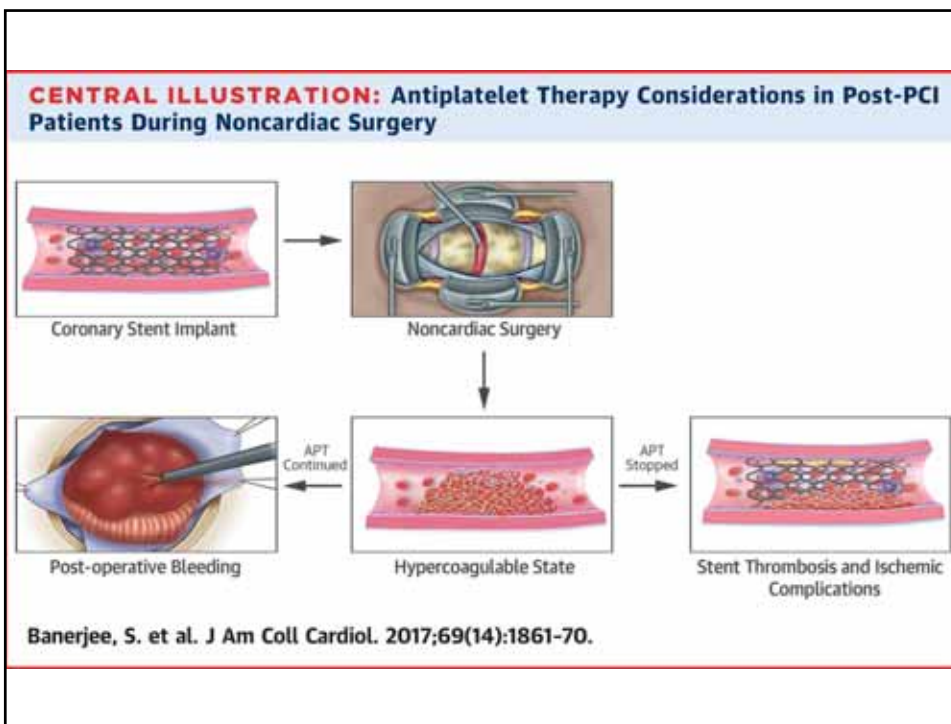 CENTRAL ILLUSTRATION: Antiplatelet Therapy Considerations in Post-PCI
Patients During Noncardiac Surgery
Coronary Stent Implant
Noncardiac Surgery
APT
Continued
APT
Stopped
Post-operative Bleeding
Hypercoagulable State
Stent Thrombosis and Ischemic
Complications
Banerjee, S. et al. J Am Coll Cardiol. 2017;69(14):1861-70.